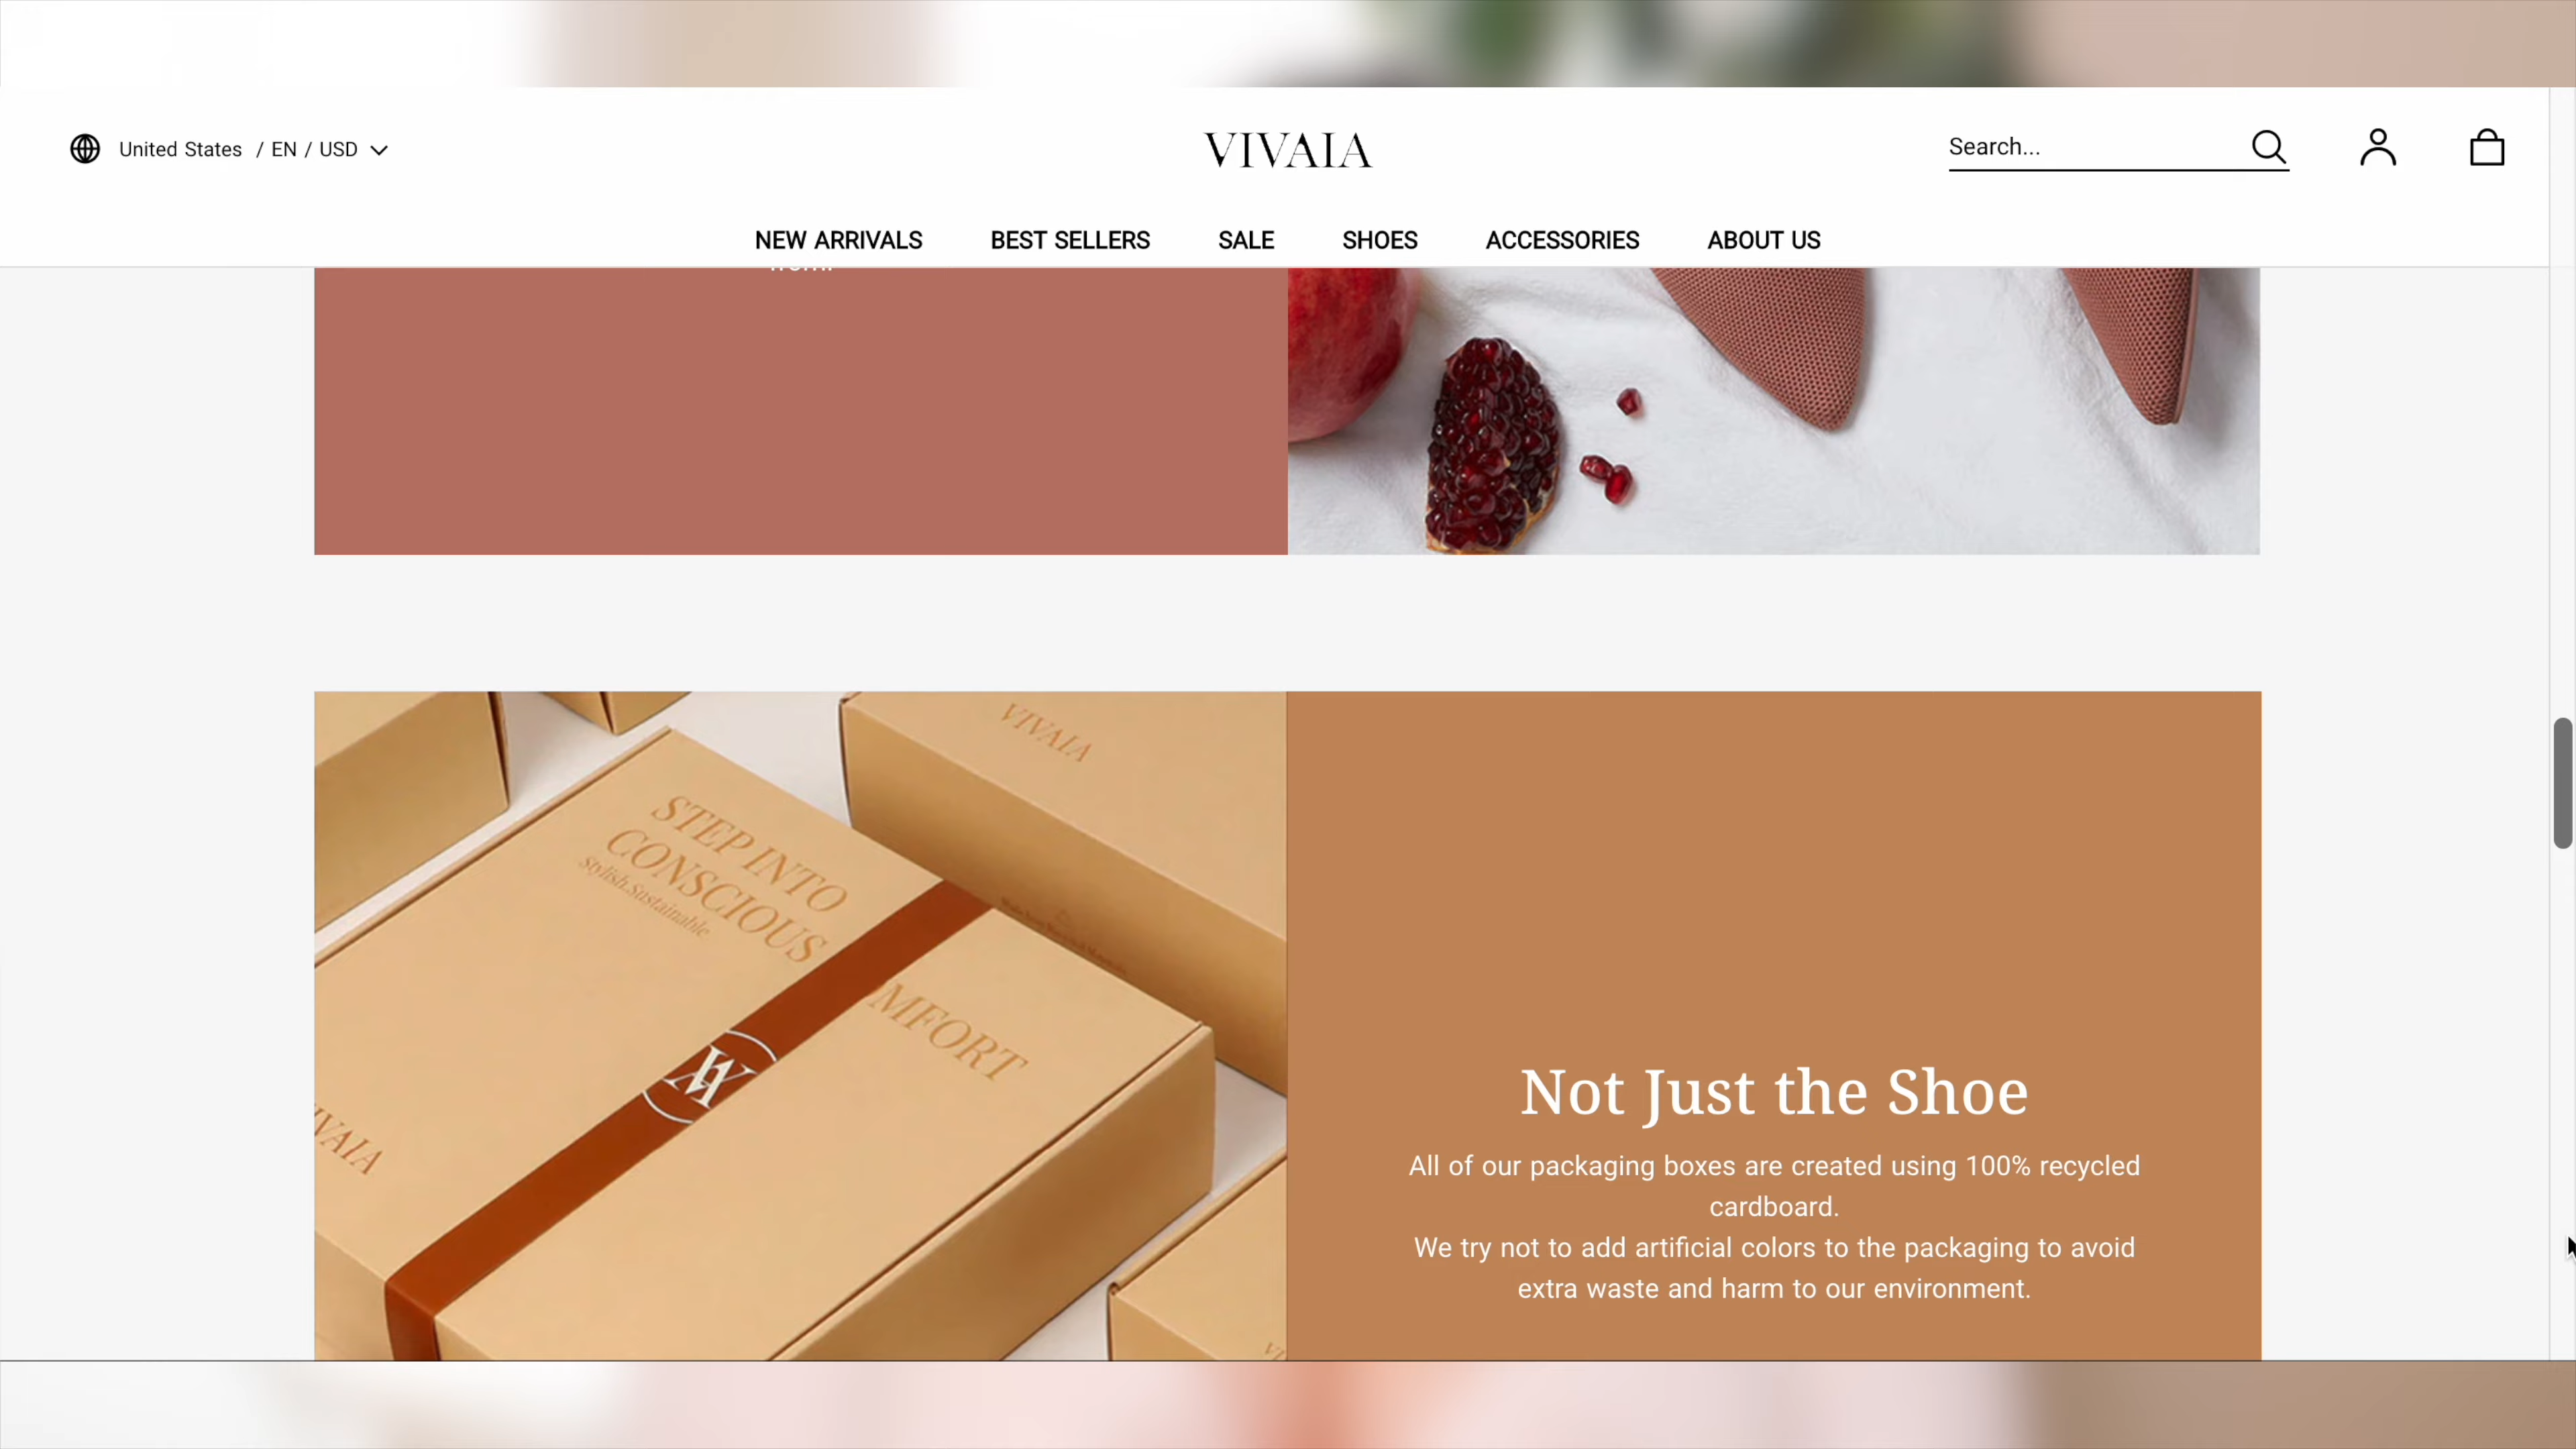 United States / EN / USD
VIVAIA
Search...
NEW ARRIVALS BEST SELLERS SALE SHOES ACCESSORIES ABOUT US
VIVAIA
STEP INTO
CONSCIOUS
Stylish.Sustainable
MFORT
VAIA
Not Just the Shoe
All of our packaging boxes are created using 100% recycled
cardboard.
We try not to add artificial colors to the packaging to avoid
extra waste and harm to our environment.